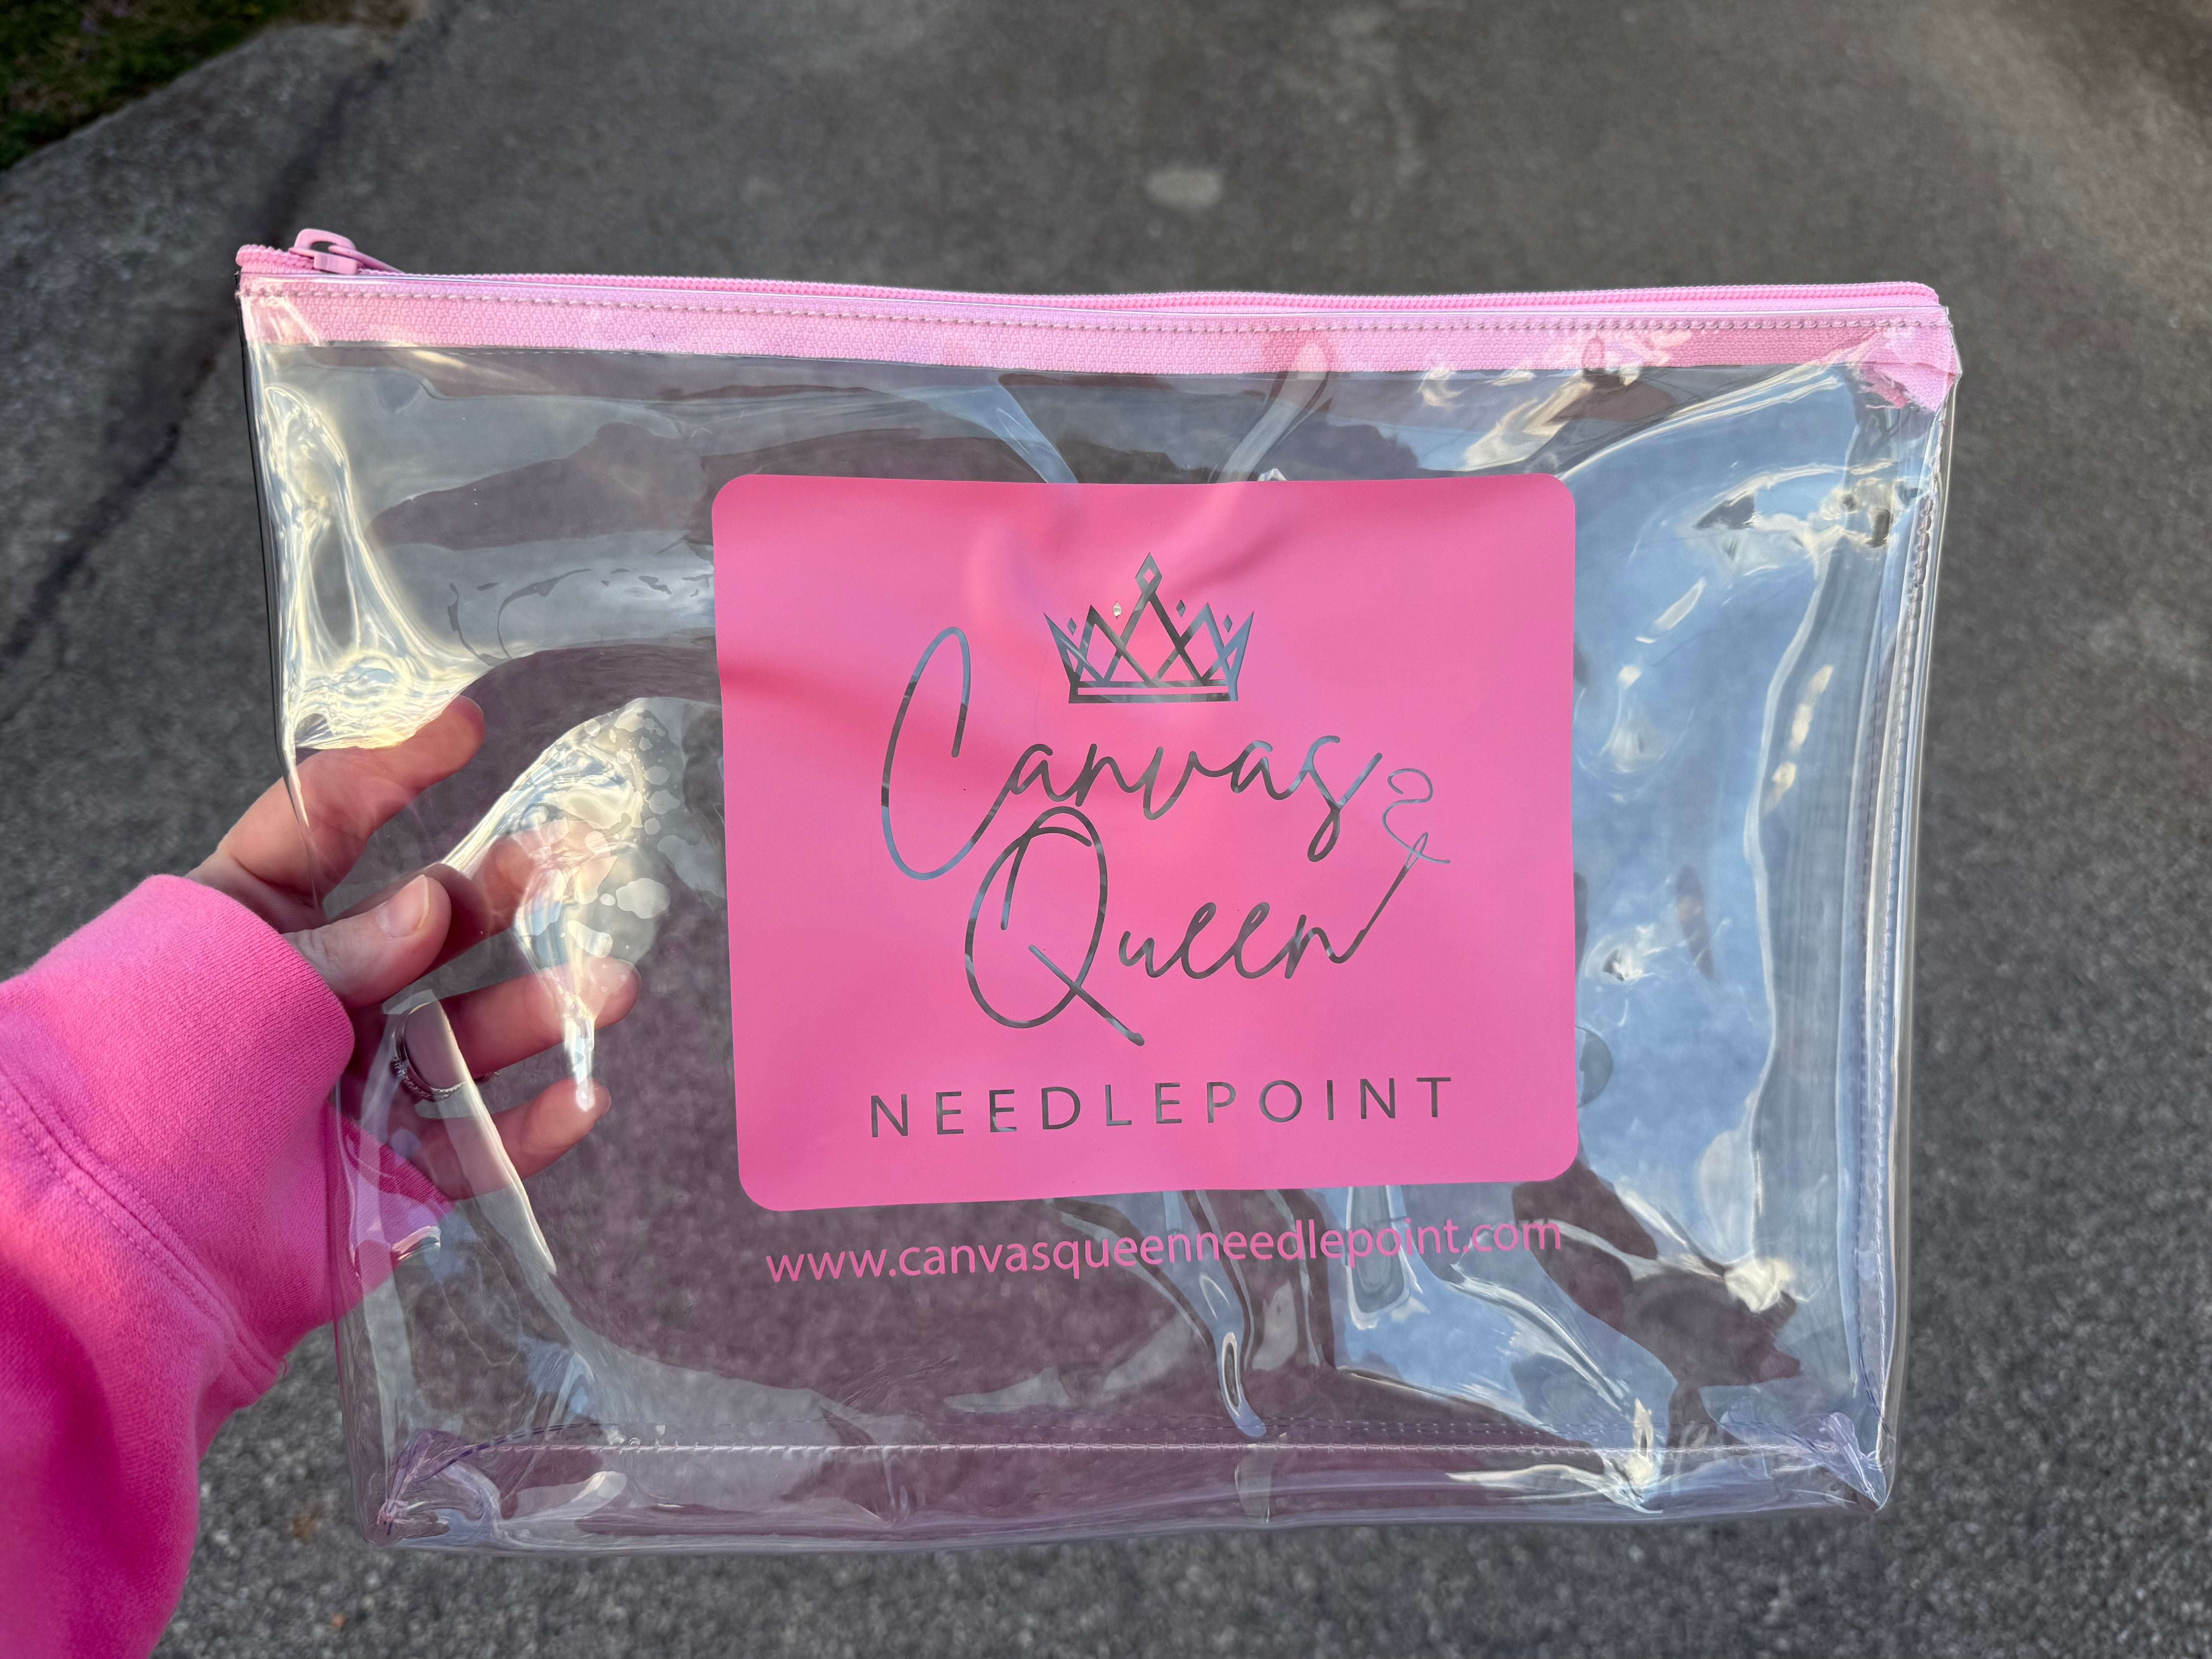 Canvas
Queen
NEEDLEPOINT
www.canvasqueenneedlepoint.com